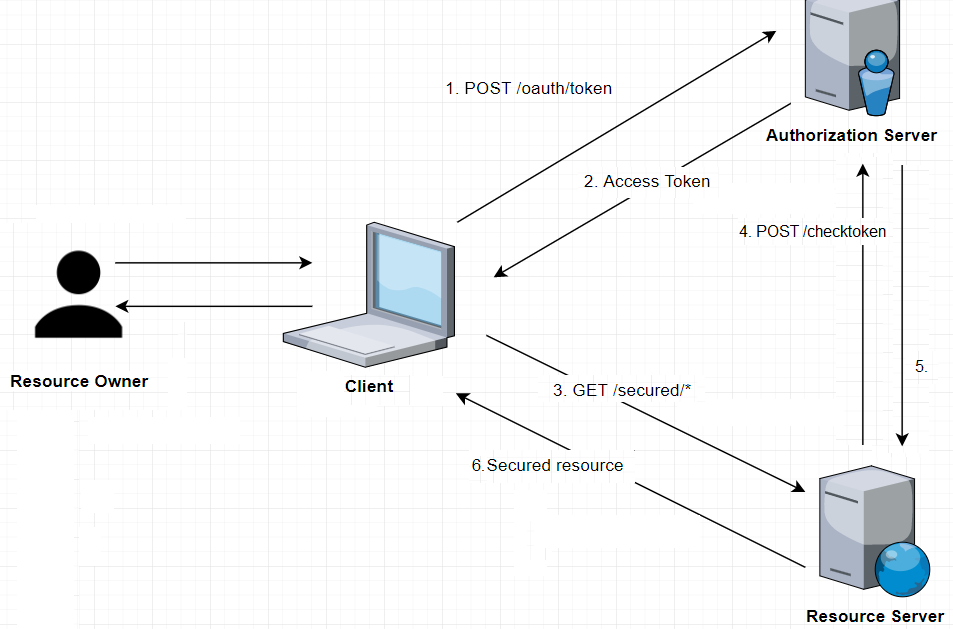 1. POST /oauth/token
Authorization Server
2. Access Token
4. POST /checktoken
Resource Owner
Client
3. GET /secured/*
5.
6.Secured resource
Resource Server